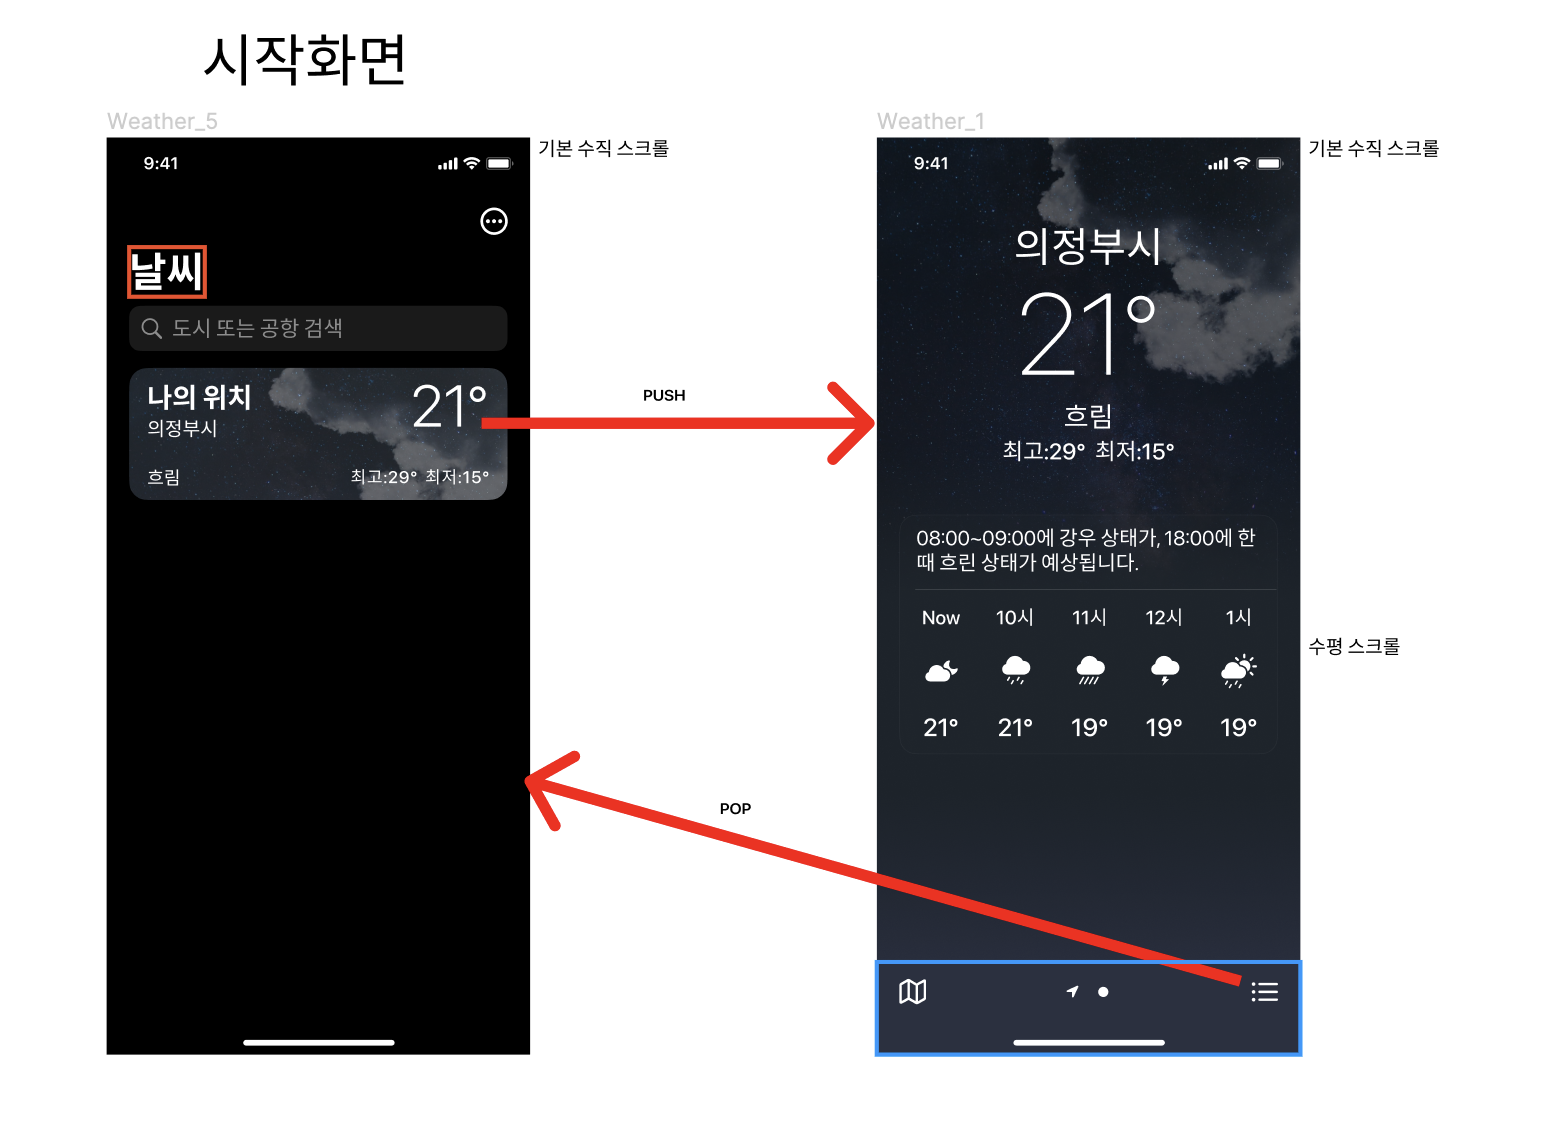 시작화면
Weather_5
기본 수직 스크롤
9:41
날씨
도시 또는 공항 검색
나의 위치
21°
의정부시
흐림
최고:29° 최저:15°
PUSH
POP
Weather_1
기본 수직 스크롤
9:41
의정부시
21°
흐림
최고:29° 최저:15°
08:00~09:00에 강우 상태가, 18:00에 한
때 흐린 상태가 예상됩니다.
Now 10시 11시 12시 1시
21° 21° 19° 19° 19°
수평 스크롤